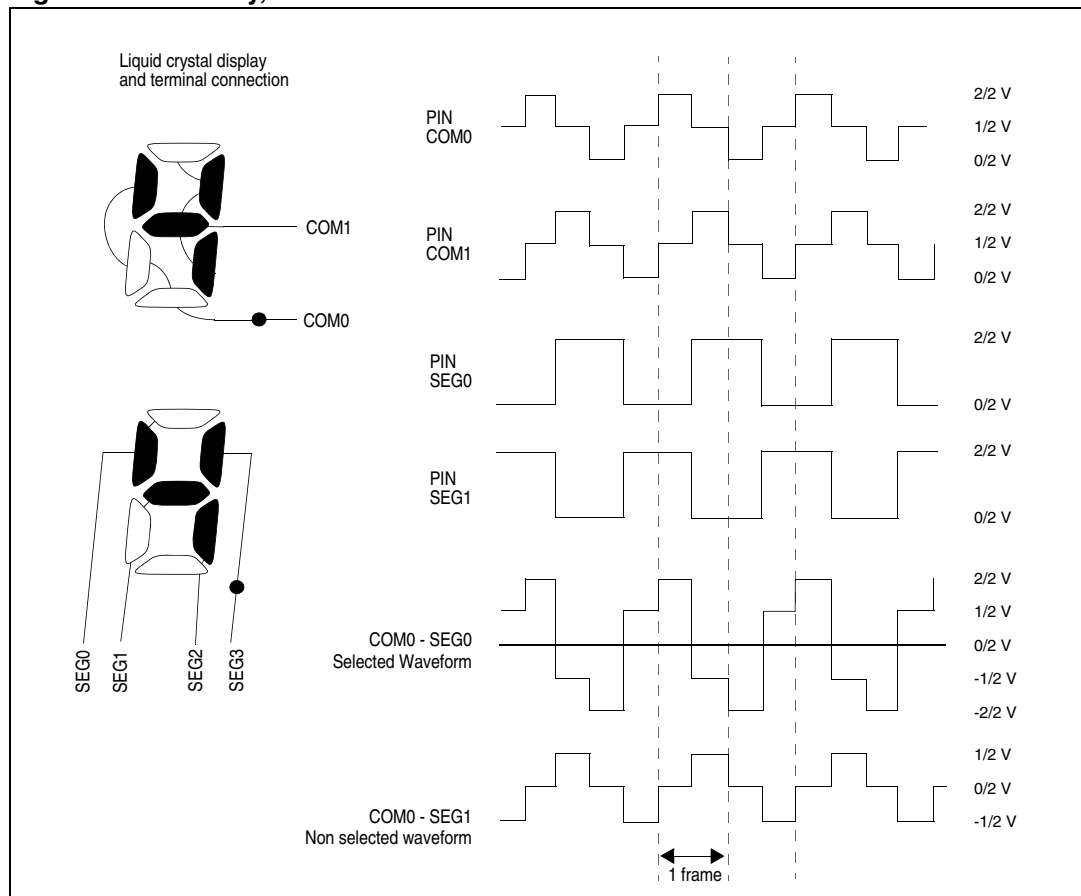 Liquid crystal display
and terminal connection
COM1
COM0
SEG0
SEG1
SEG2
SEG3
PIN
COM0
2/2 V
1/2 V
0/2 V
PIN
COM1
2/2 V
1/2 V
0/2 V
PIN
SEG0
2/2 V
0/2 V
PIN
SEG1
2/2 V
0/2 V
COM0 - SEG0
Selected Waveform
2/2 V
1/2 V
0/2 V
-1/2 V
-2/2 V
COM0 - SEG1
Non selected waveform
1/2 V
0/2 V
-1/2 V
1 frame